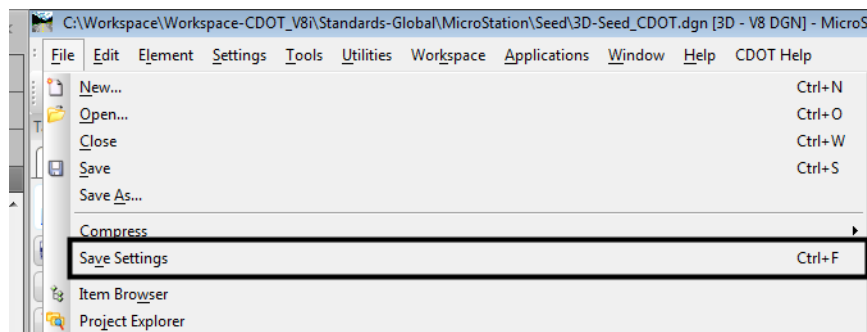 C:\Workspace\Workspace-CDOT_V8i\Standards-Global\MicroStation\Seed\3D-Seed_CDOT.dgn [3D - V8 DGN] - MicroS
File Edit Element Settings Tools Utilities Workspace Applications Window Help CDOT Help
New... Ctrl+N
Open... Ctrl+O
Close Ctrl+W
Save Ctrl+S
Save As...
Compress
Save Settings Ctrl+F
Item Browser
Project Explorer